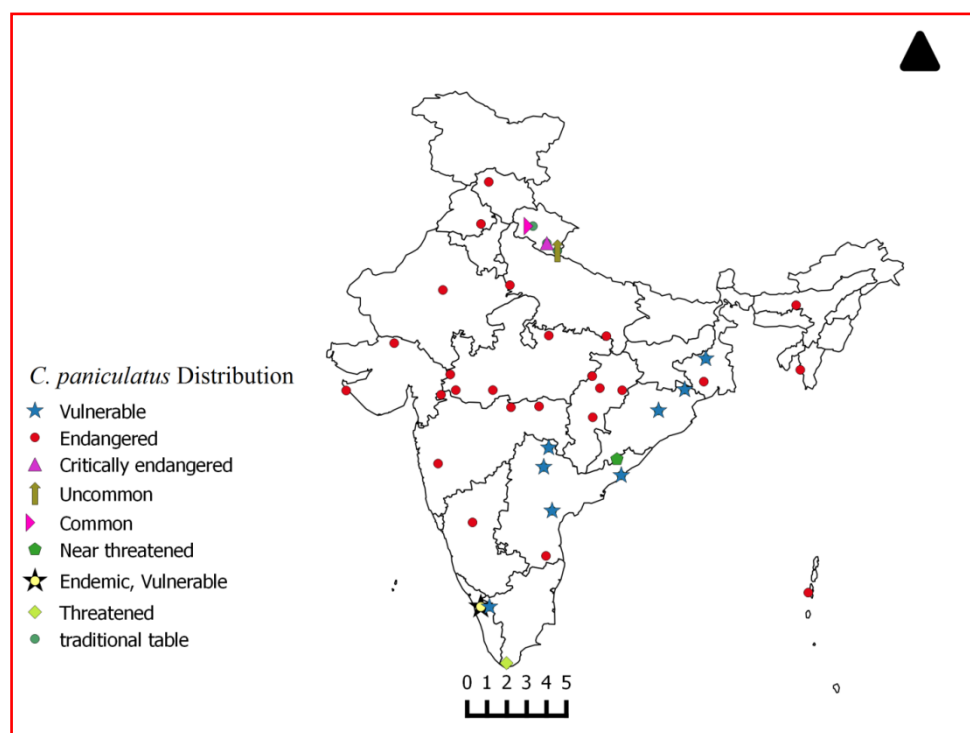 C. paniculatus Distribution
Vulnerable
Endangered
Critically endangered
Uncommon
Common
Near threatened
Endemic, Vulnerable
Threatened
traditional table
0 1 2 3 4 5